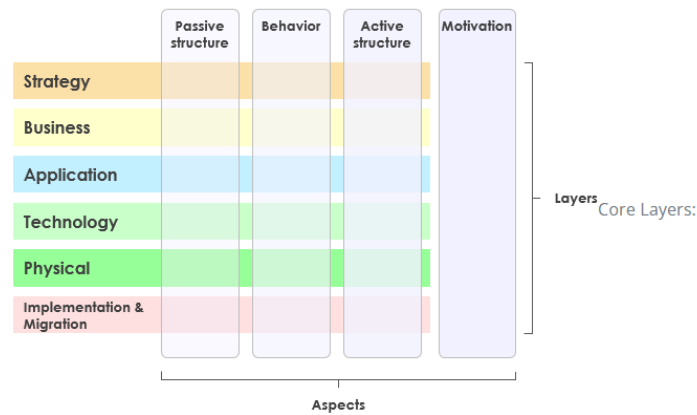 Passive
structure
Behavior
Active
structure
Motivation
Strategy
Business
Application
Technology
Physical
Implementation &
Migration
Layers
Core Layers:
Aspects